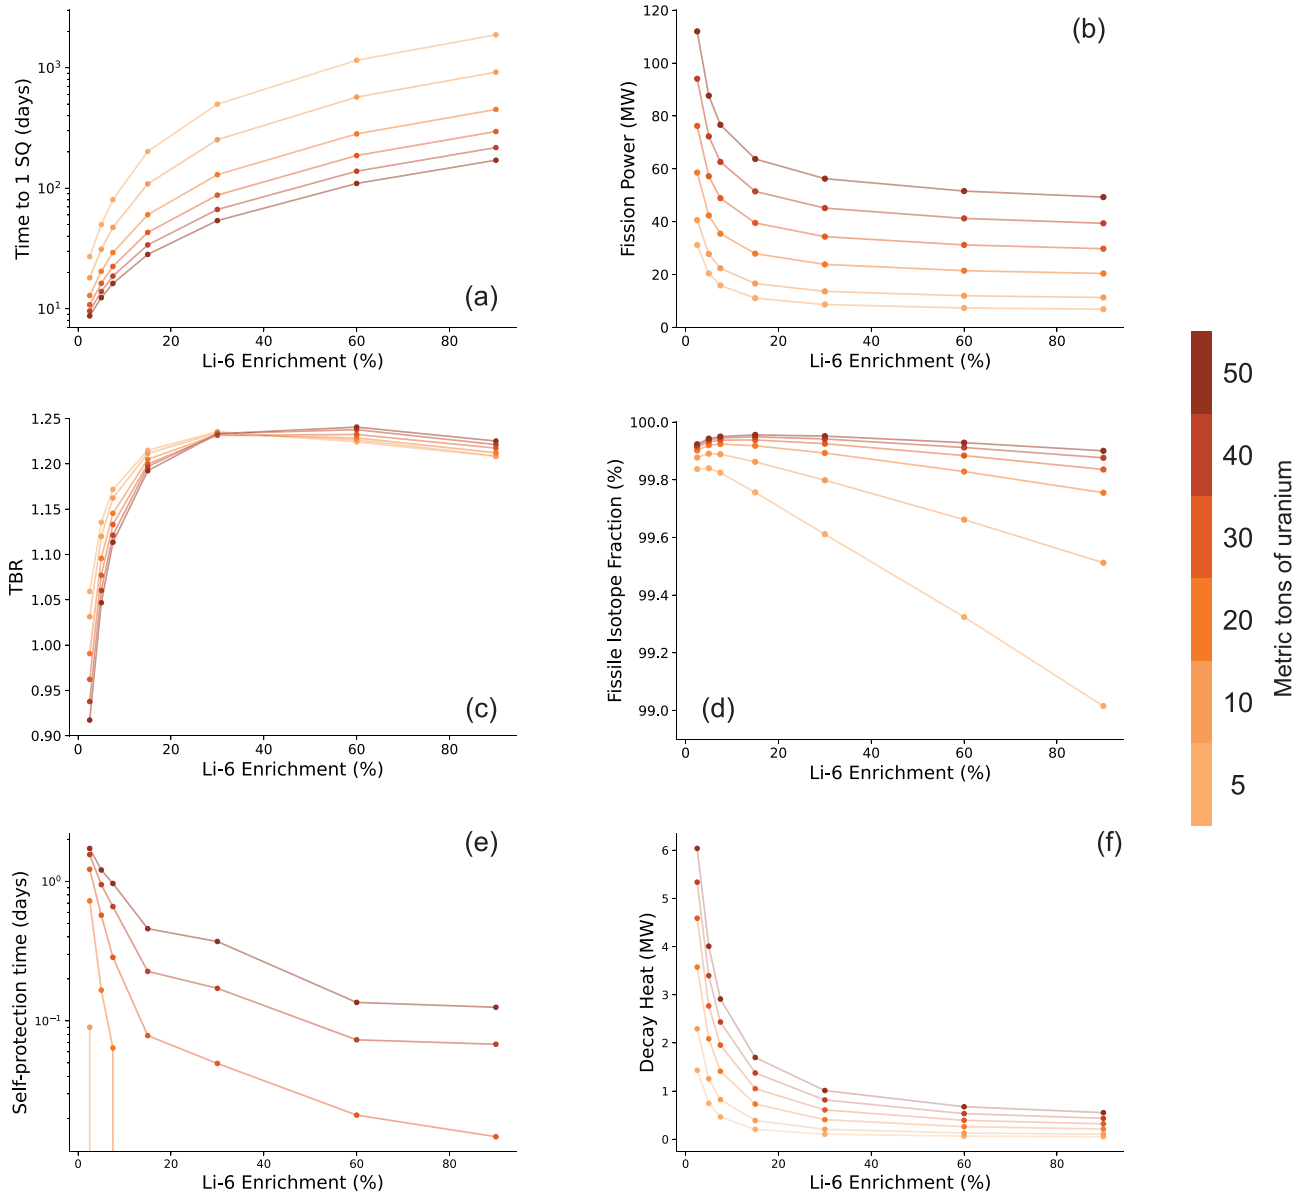 (a)
Time to 1 SQ (days)
10³
10²
10¹
0 20 40 60 80
Li-6 Enrichment (%)
(b)
Fission Power (MW)
120
100
80
60
40
20
0
0 20 40 60 80
Li-6 Enrichment (%)
(c)
TBR
1.25
1.20
1.15
1.10
1.05
1.00
0.95
0.90
0 20 40 60 80
Li-6 Enrichment (%)
(d)
Fissile Isotope Fraction (%)
100.0
99.8
99.6
99.4
99.2
99.0
0 20 40 60 80
Li-6 Enrichment (%)
(e)
Self-protection time (days)
10⁰
10⁻¹
0 20 40 60 80
Li-6 Enrichment (%)
(f)
Decay Heat (MW)
6
5
4
3
2
1
0
0 20 40 60 80
Li-6 Enrichment (%)
50
40
30
20
10
5
Metric tons of uranium